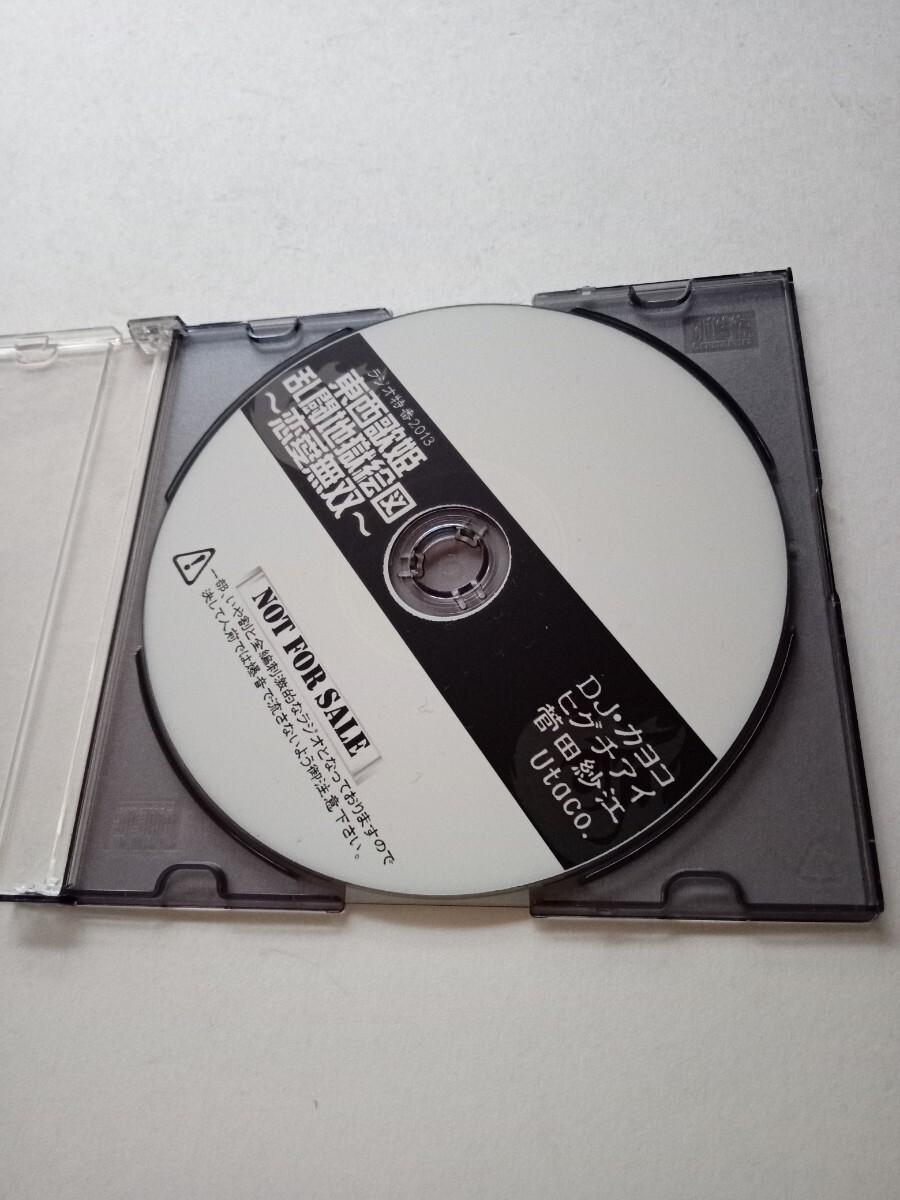 ラジオ特番2013
東西歌姫
乱闘地獄絵図
～恋愛無双～
NOT FOR SALE
一部、いや割と全編刺激的なラジオとなっておりますので
決して人前では爆音で流さないよう御注意下さい。
DJ・カヨコ
ヒグチアイ
菅田紗江
Utaco.